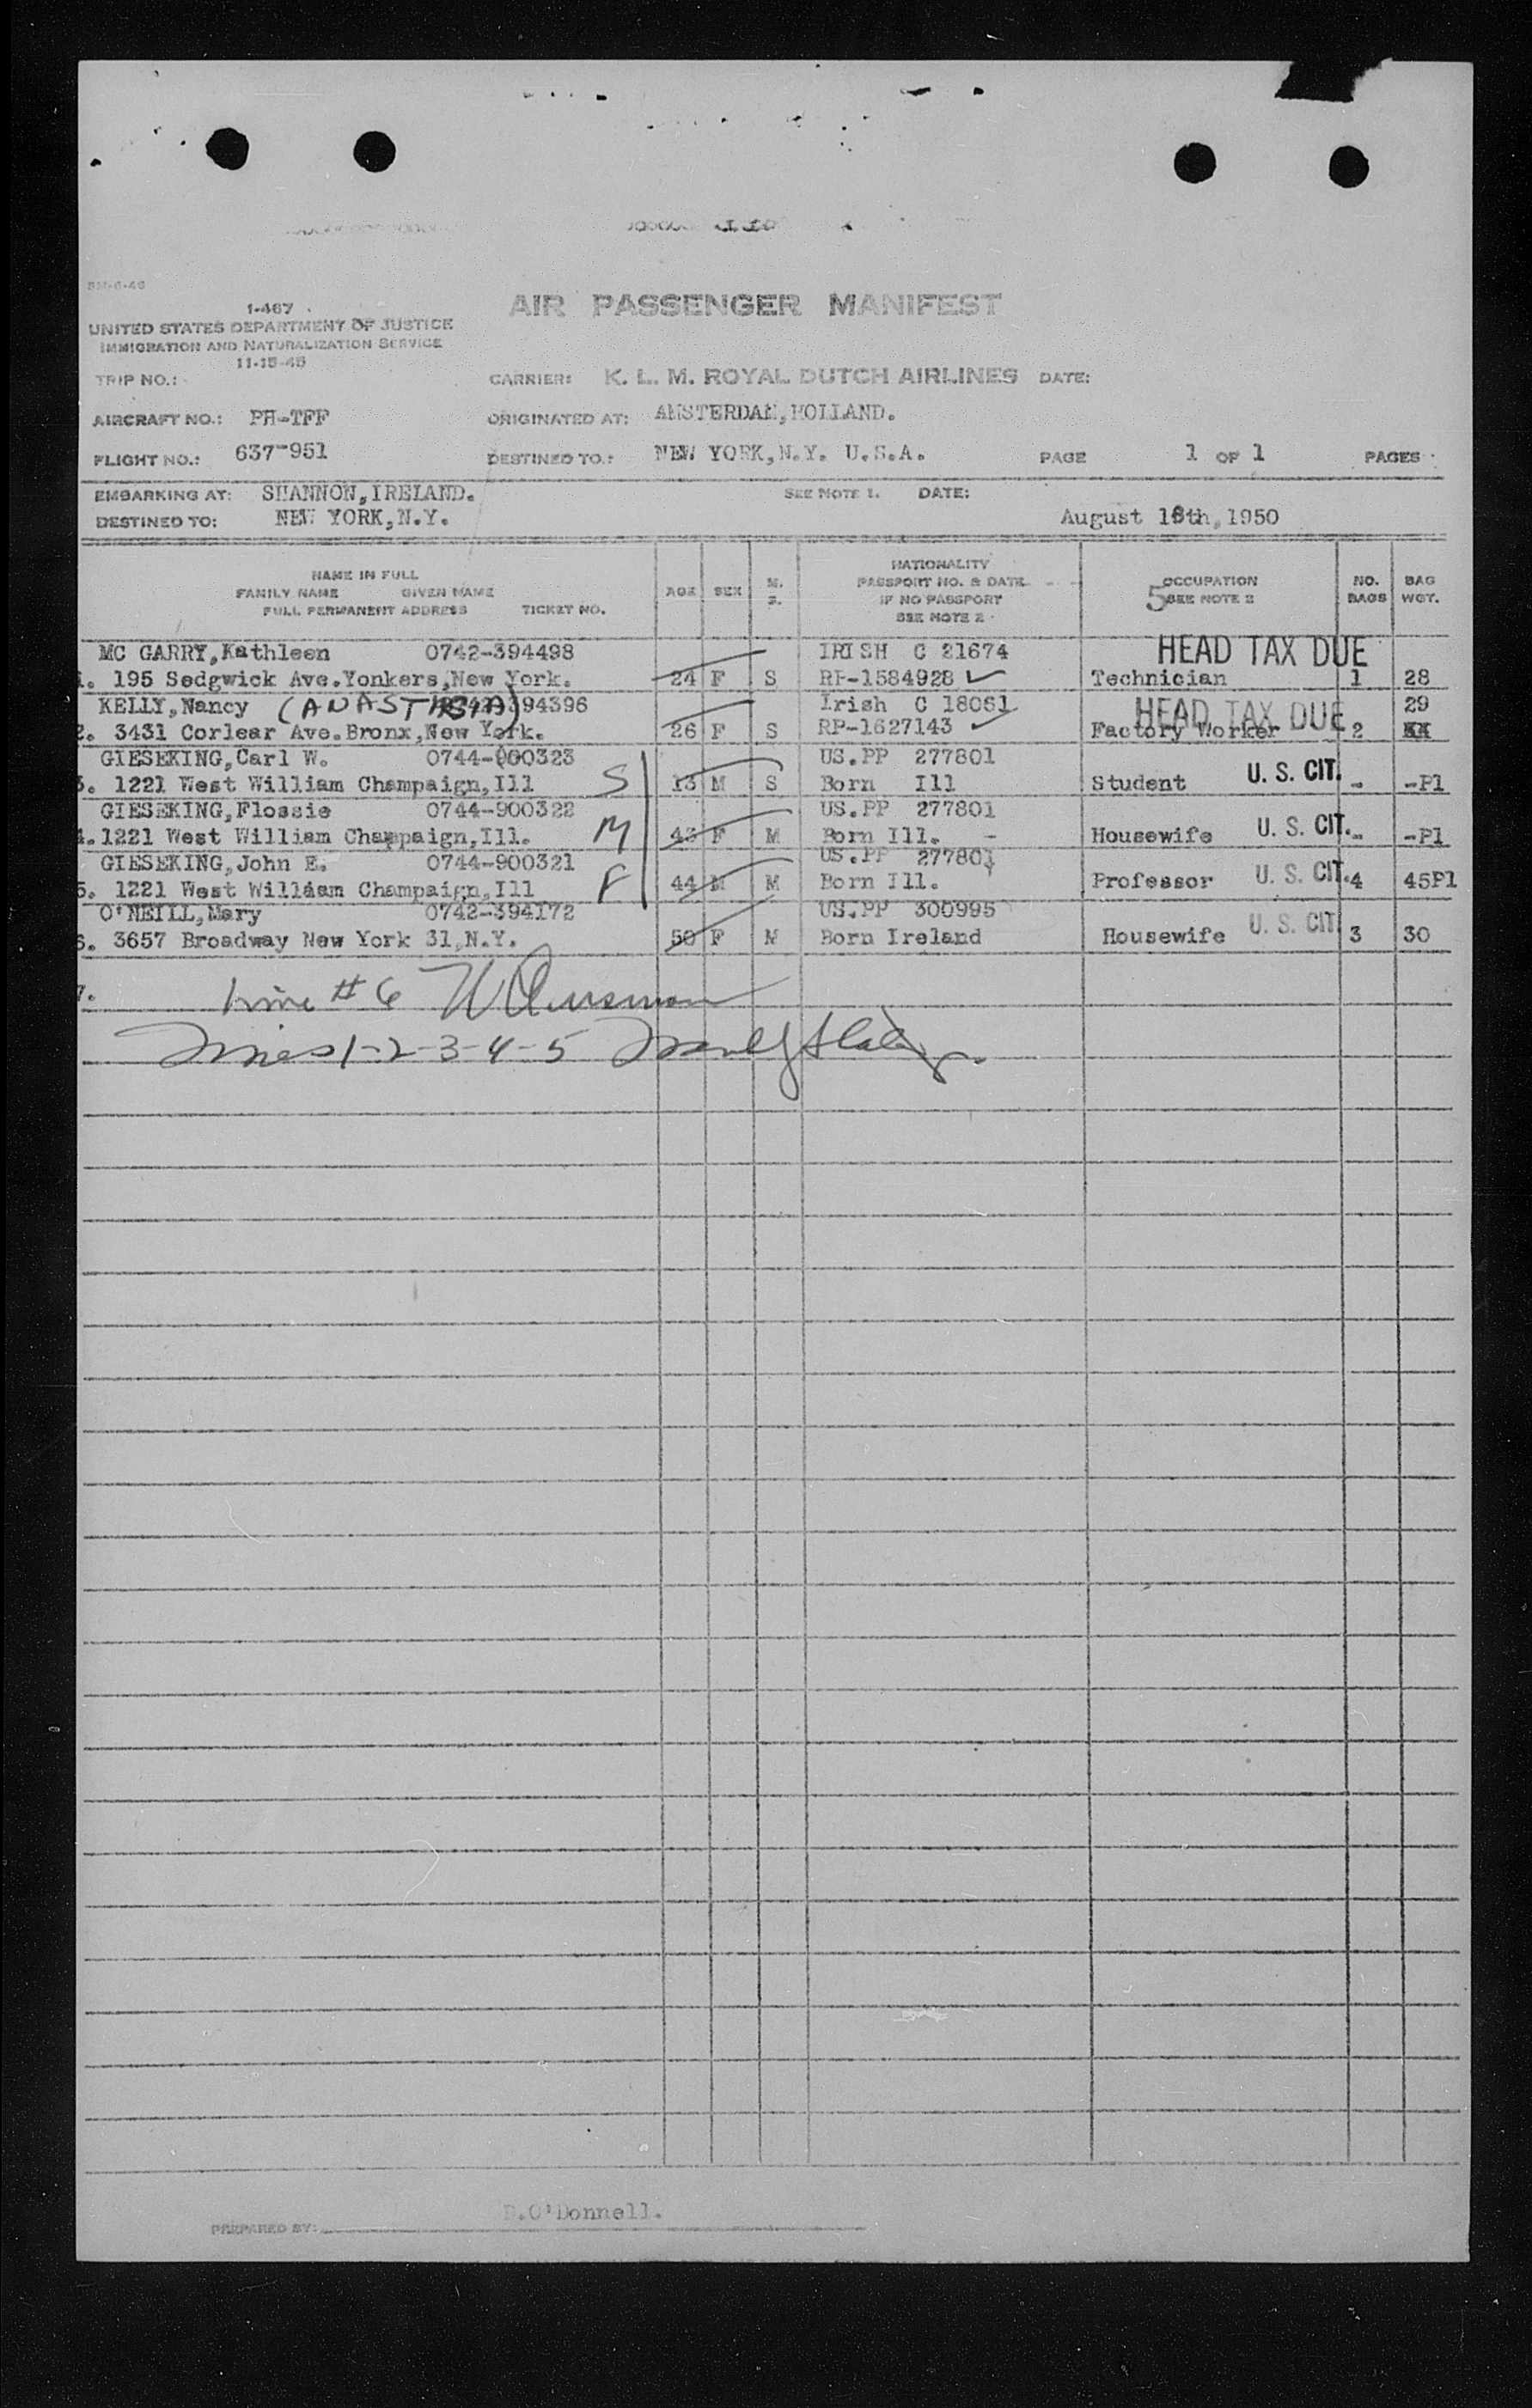 AIR PASSENGER MANIFEST
1-467
UNITED STATES DEPARTMENT OF JUSTICE
IMMIGRATION AND NATURALIZATION SERVICE
11-15-45
TRIP NO.: CARRIER: K. L. M. ROYAL DUTCH AIRLINES DATE:
AIRCRAFT NO.: PH-TFF ORIGINATED AT: AMSTERDAM,HOLLAND.
FLIGHT NO.: 637-951 DESTINED TO.: NEW YORK,N.Y. U.S.A. PAGE 1 OF 1 PAGES
EMBARKING AT: SHANNON,IRELAND. SEE NOTE 1. DATE:
DESTINED TO: NEW YORK,N.Y. August 18th,1950
NAME IN FULL
FAMILY NAME GIVEN NAME
FULL PERMANENT ADDRESS TICKET NO.
AGE SEX M. S.
NATIONALITY
PASSPORT NO. & DATE
IF NO PASSPORT
SEE NOTE 2
5 OCCUPATION
SEE NOTE 2
NO. BAGS
BAG WGT.
MC GARRY,Kathleen 0742-394498 IRISH C 21674 HEAD TAX DUE
1. 195 Sedgwick Ave.Yonkers,New York. 24 F S RP-1584928 Technician 1 28
KELLY,Nancy (ANASTASIA) 394396 Irish C 18061 HEAD TAX DUE 29
2. 3431 Corlear Ave.Bronx,New York. 26 F S RP-1627143 Factory Worker 2
GIESEKING,Carl W. 0744-900323 US.PP 277801
3. 1221 West William Champaign,Ill S 13 M S Born Ill Student U. S. CIT. - -Pl
GIESEKING,Flossie 0744-900322 US.PP 277801
4. 1221 West William Champaign,Ill. M 43 F M Born Ill. - Housewife U. S. CIT. - -Pl
GIESEKING,John E. 0744-900321 US.PP 277801
5. 1221 West William Champaign,Ill F 44 M M Born Ill. Professor U. S. CIT. 4 45Pl
O'NEILL,Mary 0742-394172 US.PP 300995
6. 3657 Broadway New York 31,N.Y. 50 F M Born Ireland Housewife U. S. CIT 3 30
7. Line # 6
Lines 1-2-3-4-5
PREPARED BY: O'Donnell.